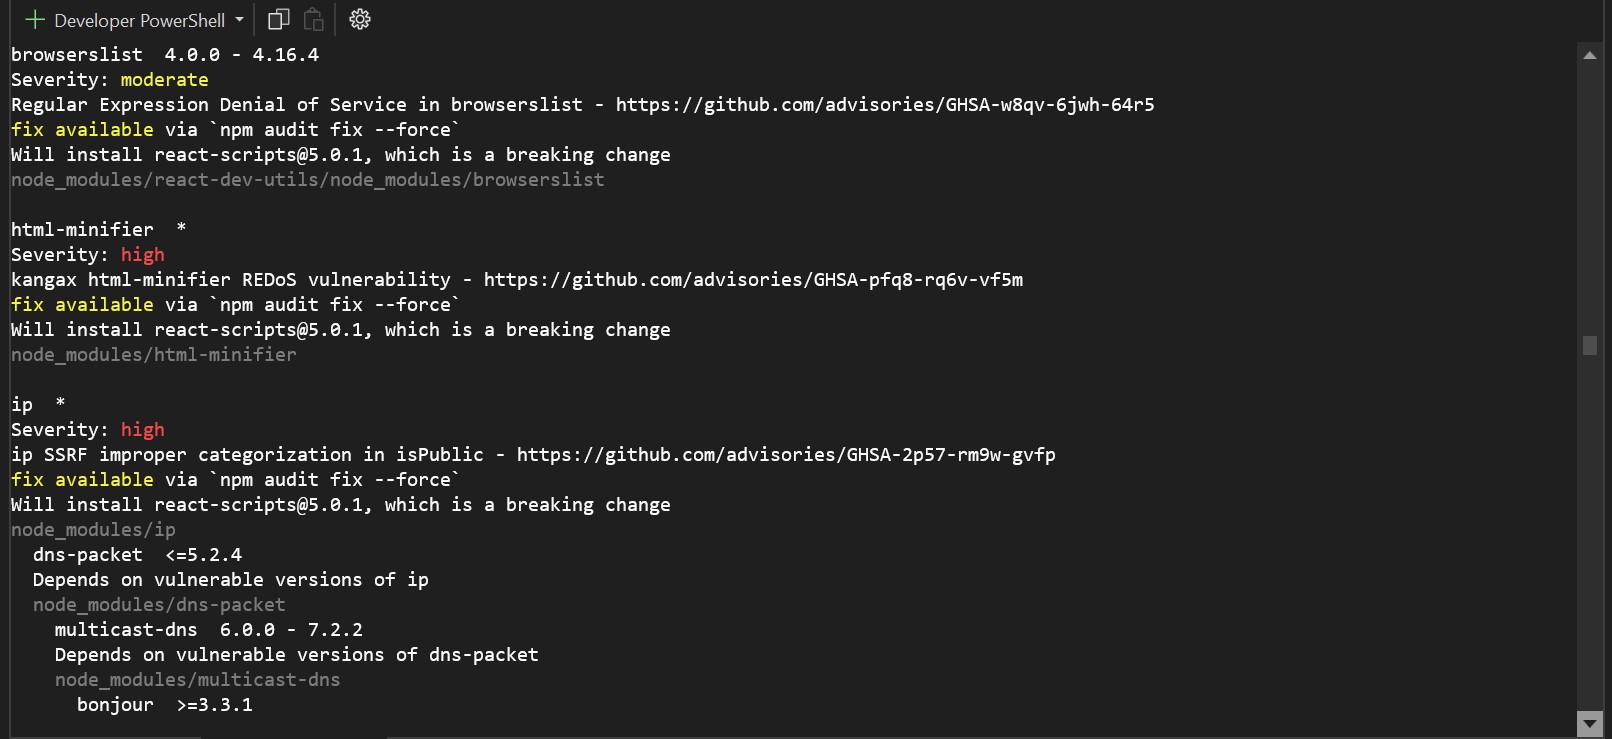 Developer PowerShell
browserslist  4.0.0 - 4.16.4
Severity: moderate
Regular Expression Denial of Service in browserslist - https://github.com/advisories/GHSA-w8qv-6jwh-64r5
fix available via `npm audit fix --force`
Will install react-scripts@5.0.1, which is a breaking change
node_modules/react-dev-utils/node_modules/browserslist
html-minifier  *
Severity: high
kangax html-minifier REDoS vulnerability - https://github.com/advisories/GHSA-pfq8-rq6v-vf5m
fix available via `npm audit fix --force`
Will install react-scripts@5.0.1, which is a breaking change
node_modules/html-minifier
ip  *
Severity: high
ip SSRF improper categorization in isPublic - https://github.com/advisories/GHSA-2p57-rm9w-gvfp
fix available via `npm audit fix --force`
Will install react-scripts@5.0.1, which is a breaking change
node_modules/ip
  dns-packet  <=5.2.4
  Depends on vulnerable versions of ip
  node_modules/dns-packet
    multicast-dns  6.0.0 - 7.2.2
    Depends on vulnerable versions of dns-packet
    node_modules/multicast-dns
      bonjour  >=3.3.1